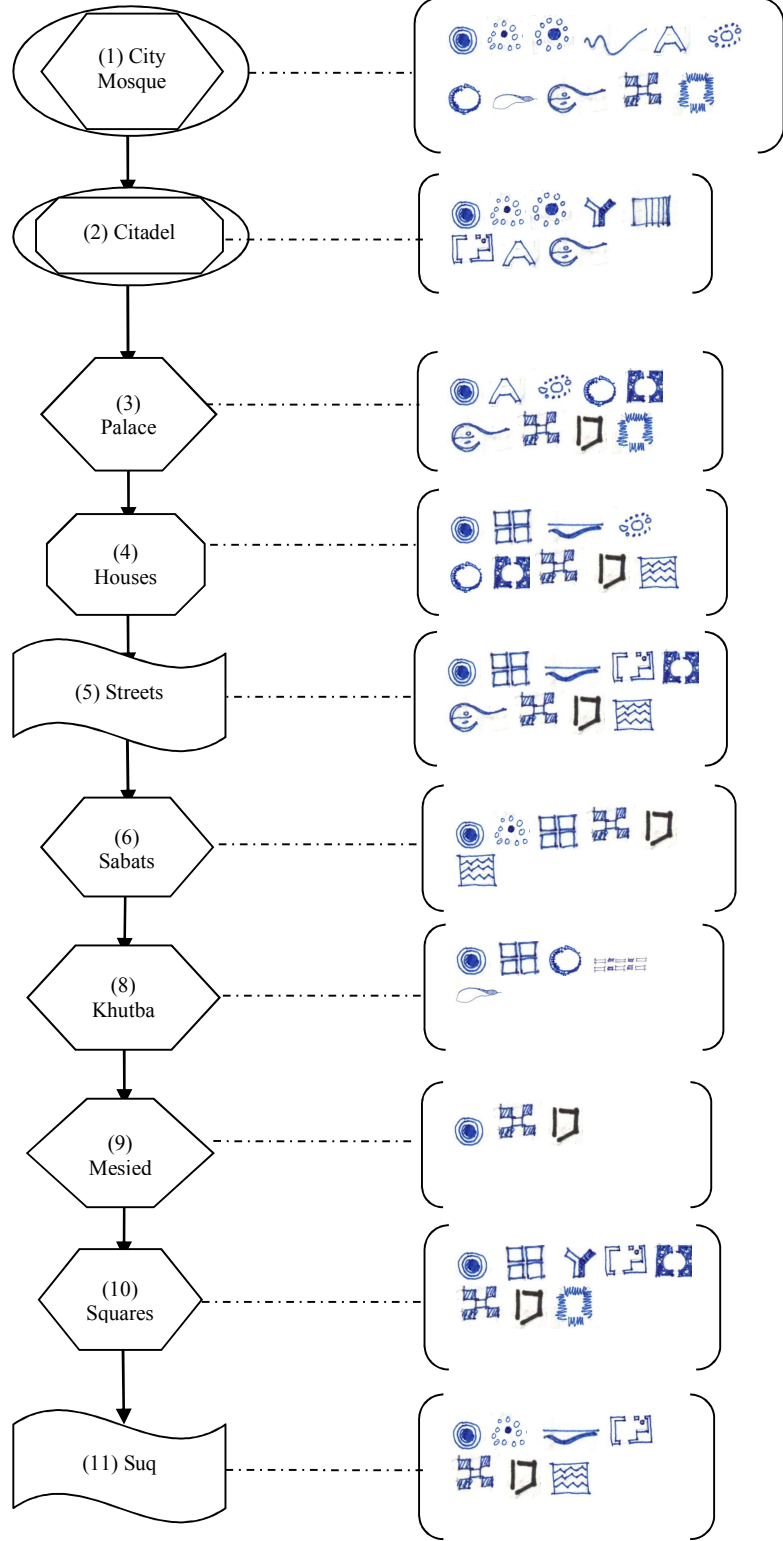 (1) City
Mosque
(2) Citadel
(3)
Palace
(4)
Houses
(5) Streets
(6)
Sabats
(8)
Khutba
(9)
Mesied
(10)
Squares
(11) Suq